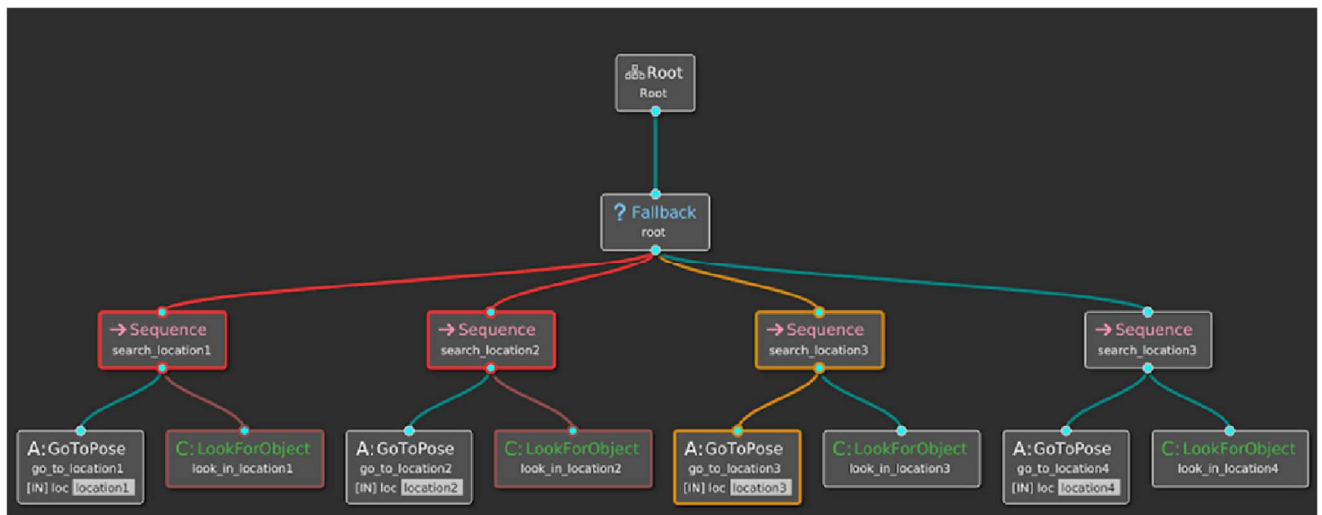 Root
Root
? Fallback
root
→ Sequence
search_location1
→ Sequence
search_location2
→ Sequence
search_location3
→ Sequence
search_location3
A:GoToPose
go_to_location1
[IN] loc location1
C:LookForObject
look_in_location1
A:GoToPose
go_to_location2
[IN] loc location2
C:LookForObject
look_in_location2
A:GoToPose
go_to_location3
[IN] loc location3
C:LookForObject
look_in_location3
A:GoToPose
go_to_location4
[IN] loc location4
C:LookForObject
look_in_location4